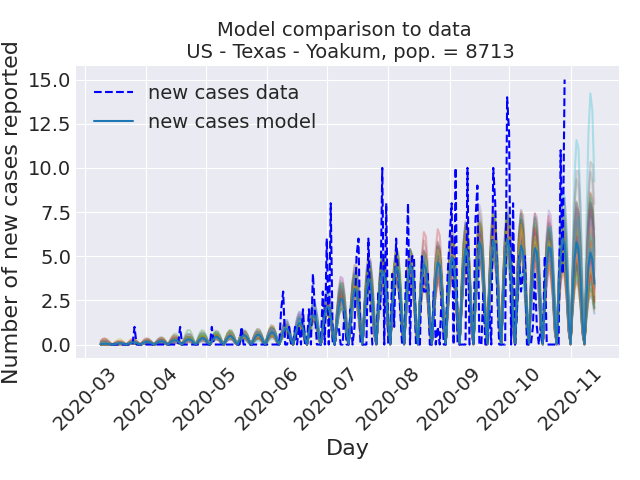 Model comparison to data
US - Texas - Yoakum, pop. = 8713
Number of new cases reported
15.0
12.5
10.0
7.5
5.0
2.5
0.0
new cases data
new cases model
2020-03
2020-04
2020-05
2020-06
2020-07
2020-08
2020-09
2020-10
2020-11
Day